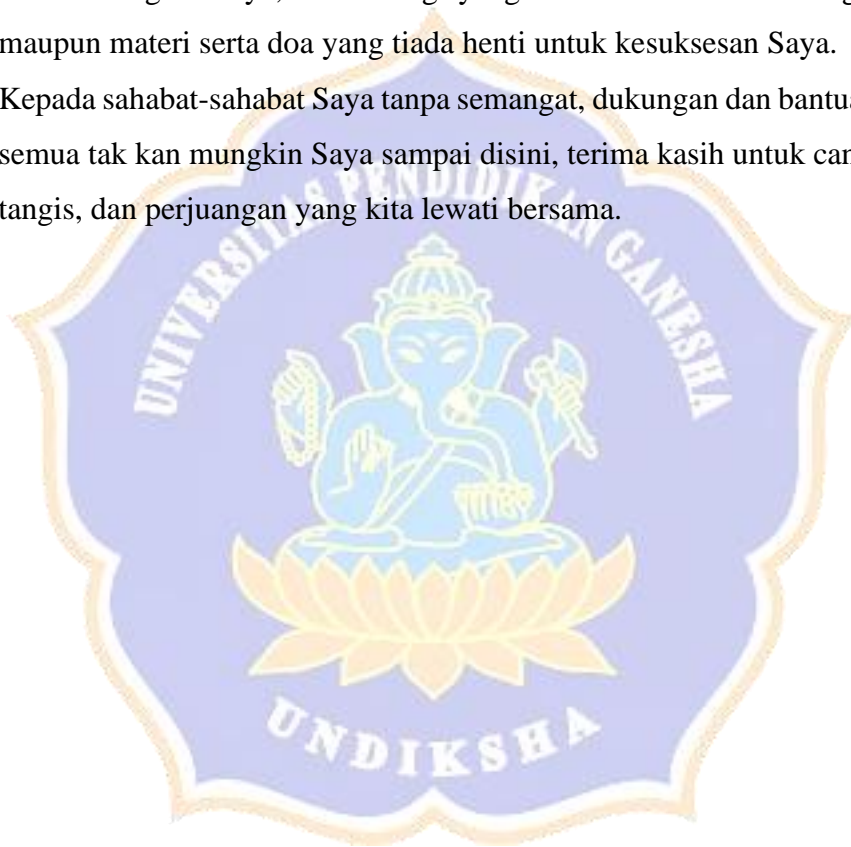 maupun materi serta doa yang tiada henti untuk kesuksesan Saya.
Kepada sahabat-sahabat Saya tanpa semangat, dukungan dan
semua tak kan mungkin Saya sampai disini, terima kasih untuk
tangis, dan perjuangan yang kita lewati bersama.
UNIVERSITAS PENDIDIKAN GANESHA
UNDIKSHA